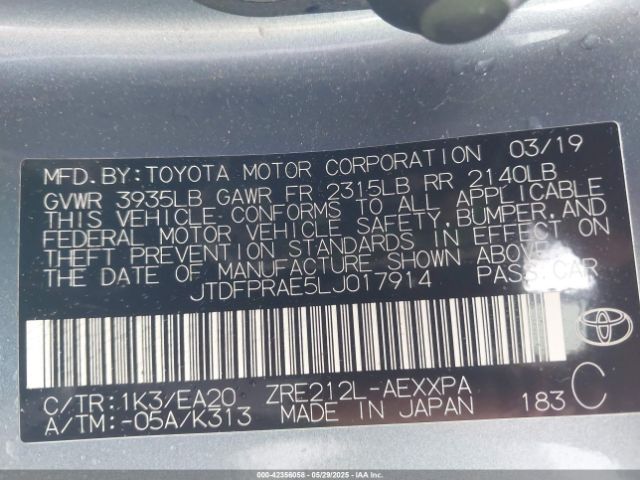 MFD.BY:TOYOTA MOTOR CORPORATION 03/19
GVWR 3935LB GAWR FR 2315LB RR 2140LB
THIS VEHICLE CONFORMS TO ALL APPLICABLE
FEDERAL MOTOR VEHICLE SAFETY,BUMPER,AND
THEFT PREVENTION STANDARDS IN EFFECT ON
THE DATE OF MANUFACTURE SHOWN ABOVE.
JTDFPRAE5LJ017914 PASS.CAR
C/TR:1K3/EA20 ZRE212L-AEXXPA
A/TM:-05A/K313 MADE IN JAPAN 183 C
000-42356058 05/29/2025 IAAI.CA